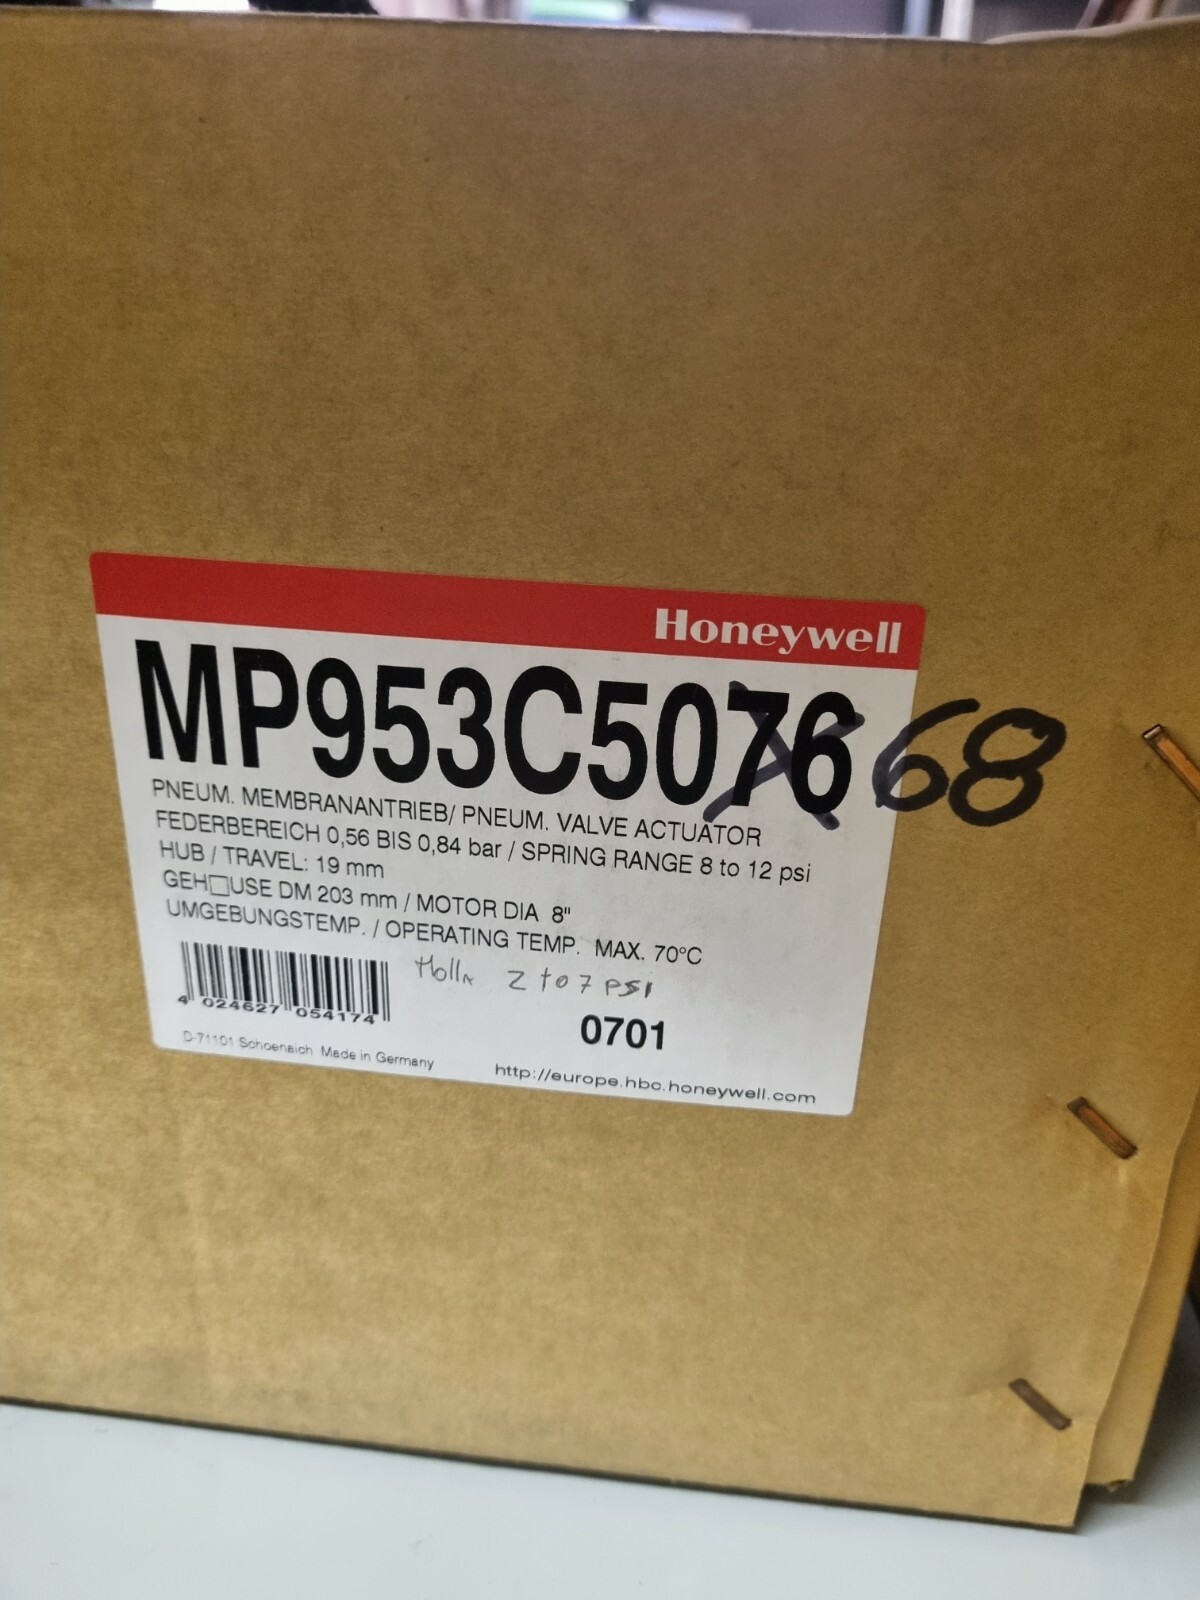 Honeywell
MP953C5076 68
PNEUM. MEMBRANANTRIEB/ PNEUM. VALVE ACTUATOR
FEDERBEREICH 0,56 BIS 0,84 bar / SPRING RANGE 8 to 12 psi
HUB / TRAVEL: 19 mm
GEH□USE DM 203 mm / MOTOR DIA 8"
UMGEBUNGSTEMP. / OPERATING TEMP. MAX. 70°C
Molla 2 to 7 PSI
4 024627 054174
0701
D-71101 Schoenaich Made in Germany
http://europe.hbc.honeywell.com